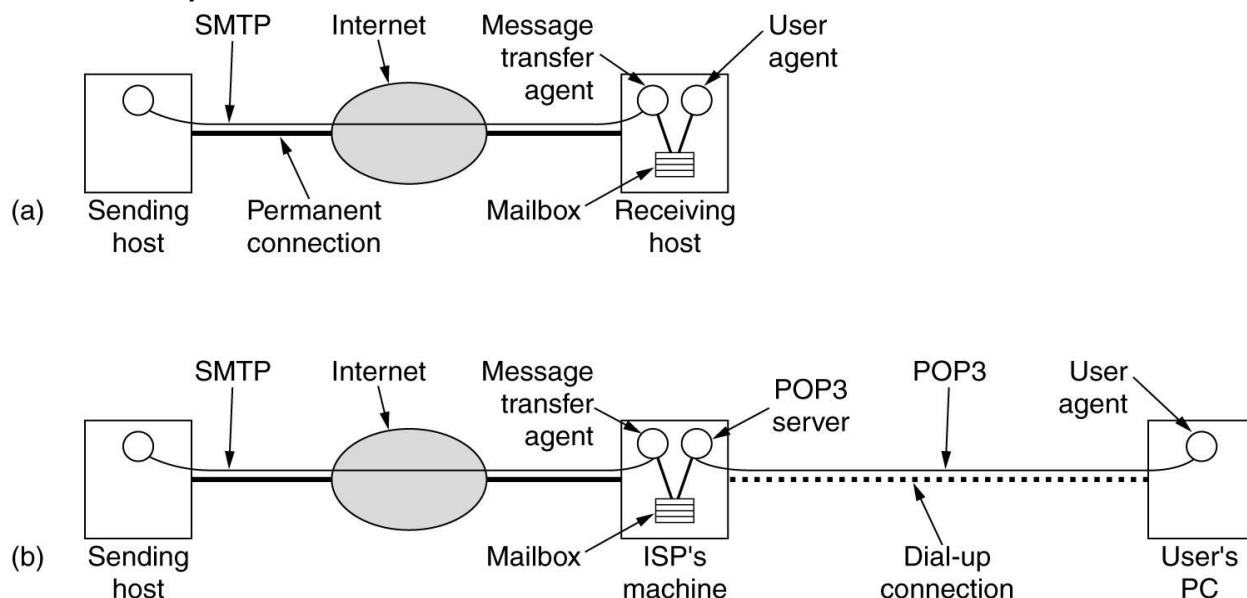 SMTP
Internet
Message
transfer
agent
User
agent
(a)
Sending
host
Permanent
connection
Mailbox
Receiving
host
SMTP
Internet
Message
transfer
agent
POP3
server
POP3
User
agent
(b)
Sending
host
Mailbox
ISP's
machine
Dial-up
connection
User's
PC